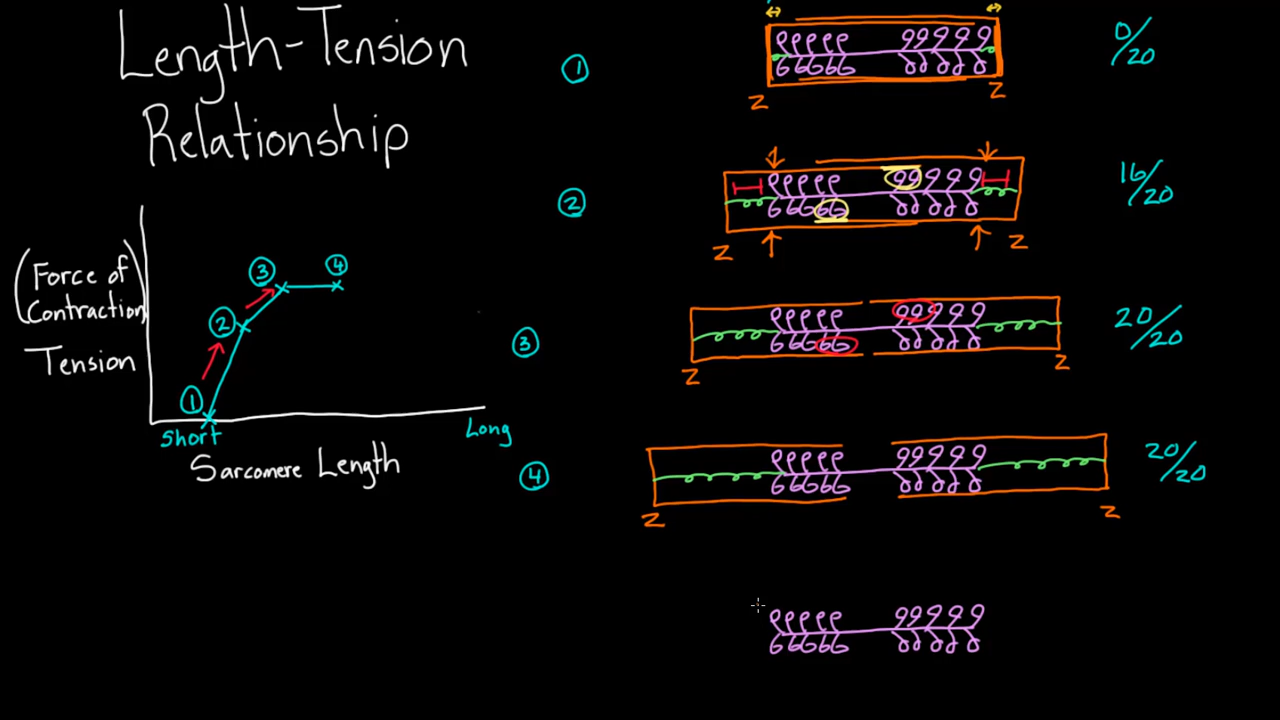 Length-Tension
Relationship
(Force of
Contraction)
Tension
1
2
3
4
Short
Long
Sarcomere Length
1
Z
Z
0/20
2
Z
Z
16/20
3
Z
Z
20/20
4
Z
Z
20/20